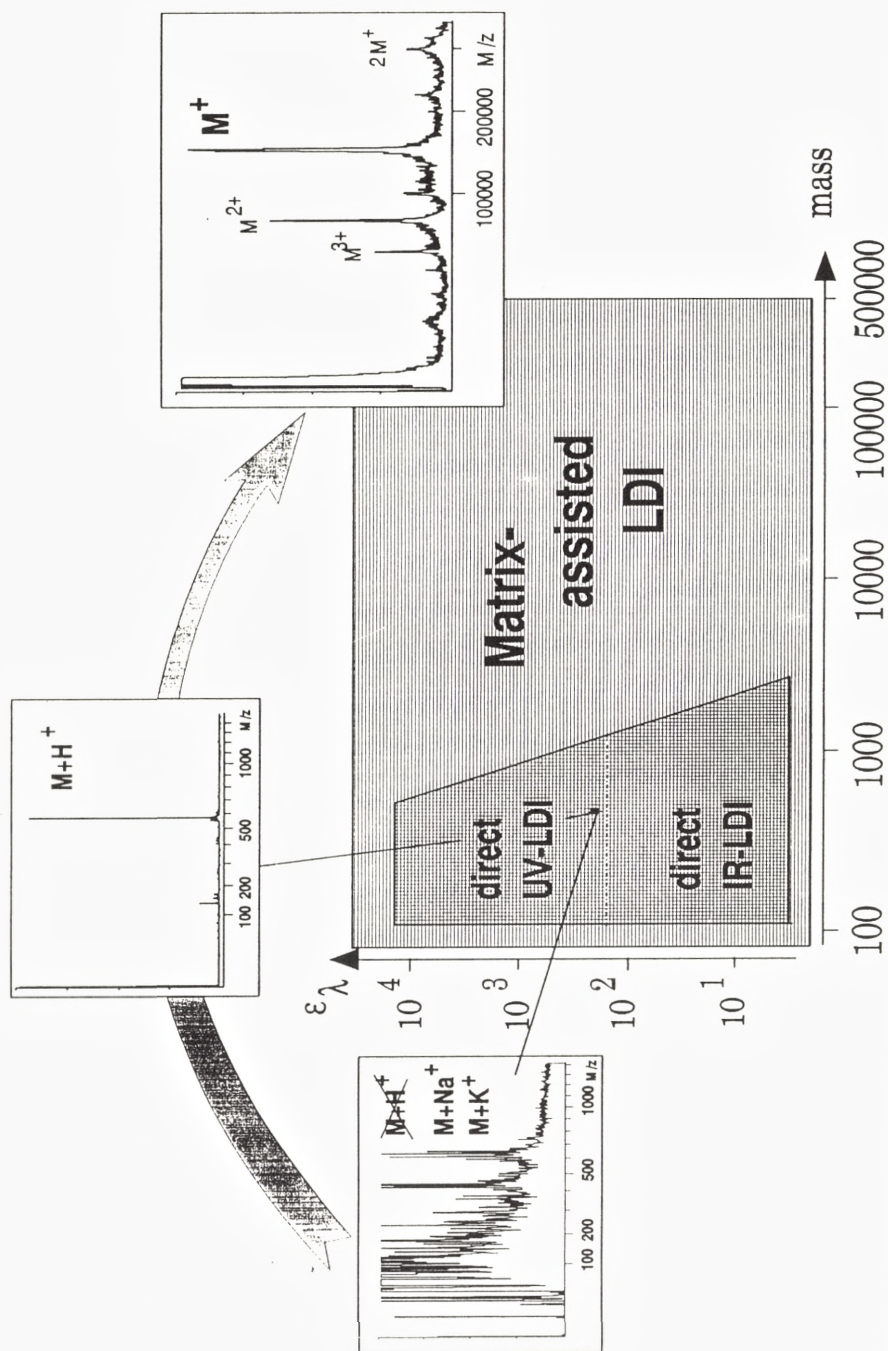 M+H⁺
100 200 500 1000 M/z
M+H⁺
M+Na⁺
M+K⁺
100 200 500 1000 M/z
M³⁺
M²⁺
M⁺
2M⁺
100000 200000 M/z
ε λ
10⁴
10³
10²
10¹
direct
UV-LDI
direct
IR-LDI
Matrix-
assisted
LDI
100 1000 10000 100000 500000
mass